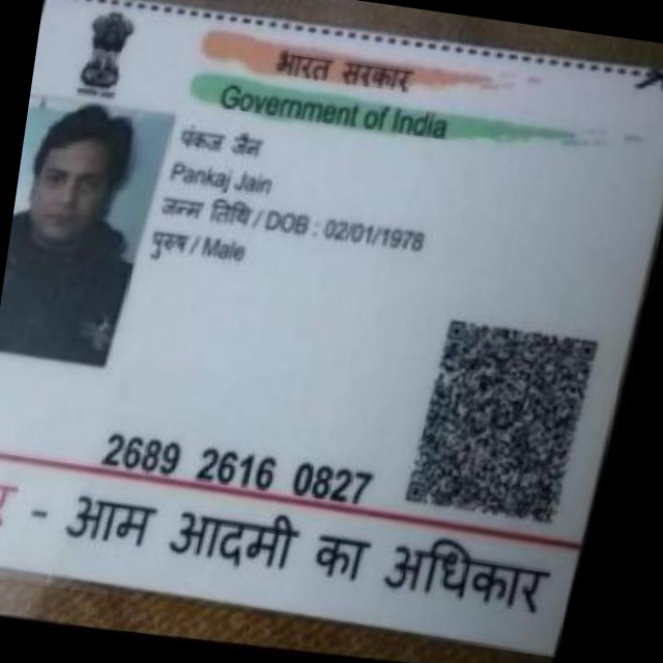 भारत सरकार
Government of India
पंकज जैन
Pankaj Jain
जन्म तिथि / DOB : 02/01/1978
पुरुष / Male
2689 2616 0827
र - आम आदमी का अधिकार